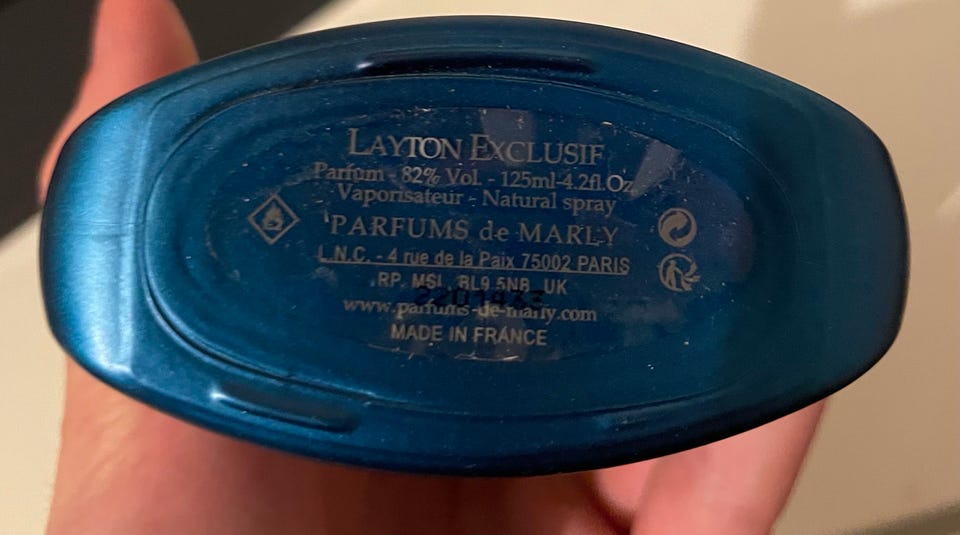 LAYTON EXCLUSIF
Parfum - 82% Vol. - 125ml-4.2fl.Oz
Vaporisateur - Natural spray
PARFUMS de MARLY
L.N.C. - 4 rue de la Paix 75002 PARIS
RP. MSL. BL9 5NB UK
www.parfums-de-marly.com
MADE IN FRANCE